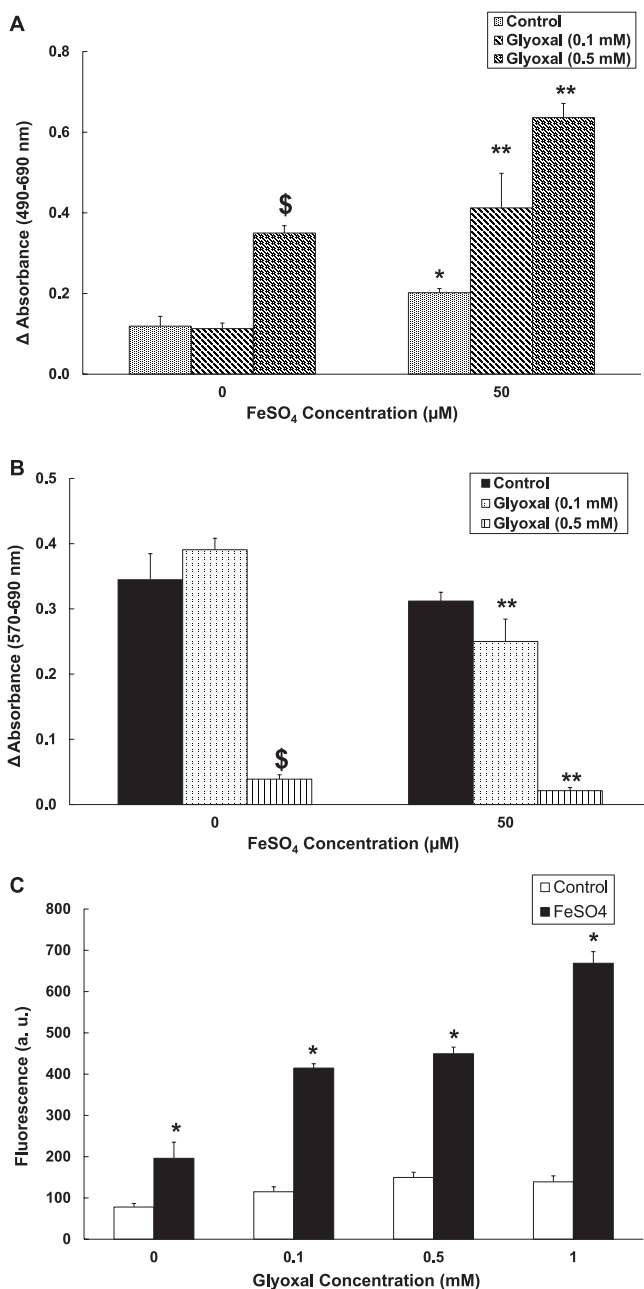 A
Control
Glyoxal (0.1 mM)
Glyoxal (0.5 mM)
Δ Absorbance (490-690 nm)
0.8
0.6
0.4
0.2
0.0
$
*
**
**
0
50
FeSO₄ Concentration (µM)
B
Control
Glyoxal (0.1 mM)
Glyoxal (0.5 mM)
Δ Absorbance (570-690 nm)
0.5
0.4
0.3
0.2
0.1
0.0
$
**
**
0
50
FeSO₄ Concentration (µM)
C
Control
FeSO4
Fluorescence (a. u.)
800
700
600
500
400
300
200
100
0
*
*
*
*
0
0.1
0.5
1
Glyoxal Concentration (mM)